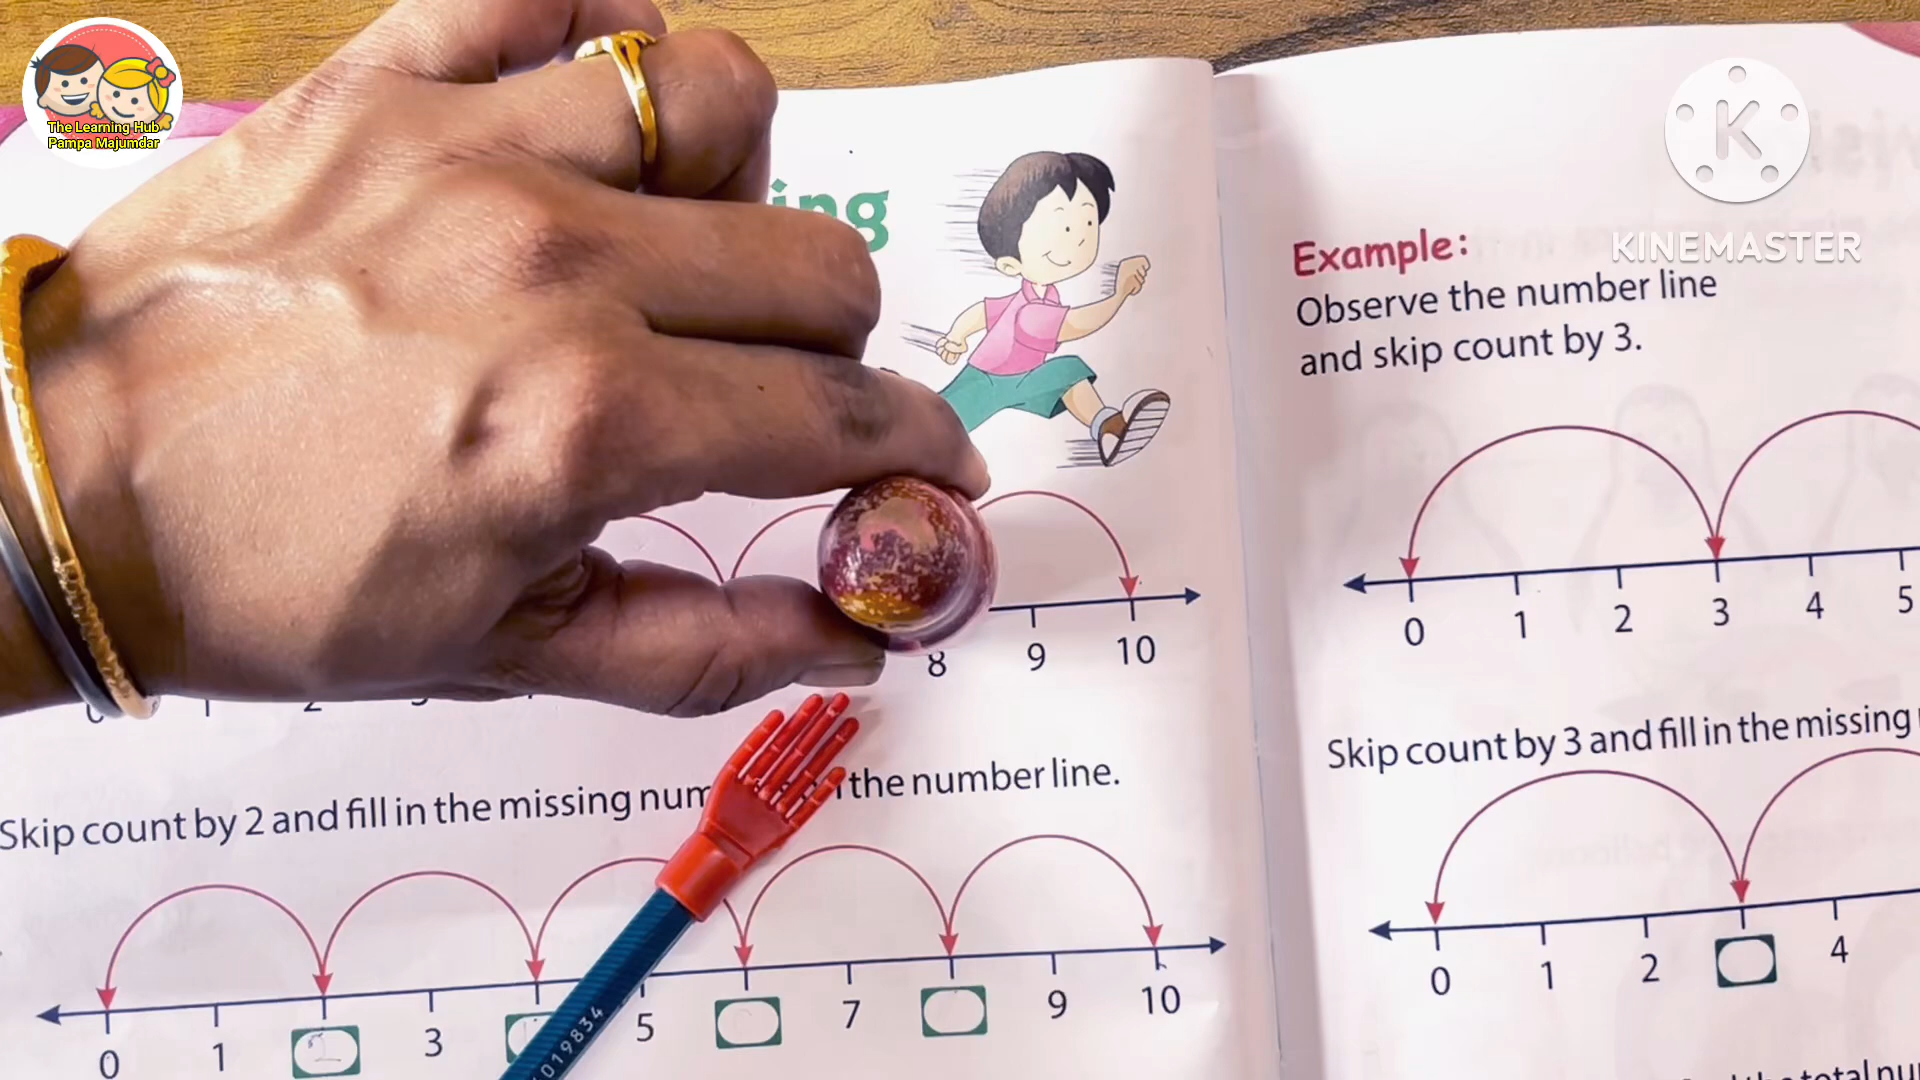 The Learning Hub
Pampa Majumdar
ing
8 9 10
Skip count by 2 and fill in the missing num the number line.
0 1 2 3 5 7 9 10
1019834
KINEMASTER
Example:
Observe the number line
and skip count by 3.
0 1 2 3 4 5
Skip count by 3 and fill in the missing
0 1 2 4